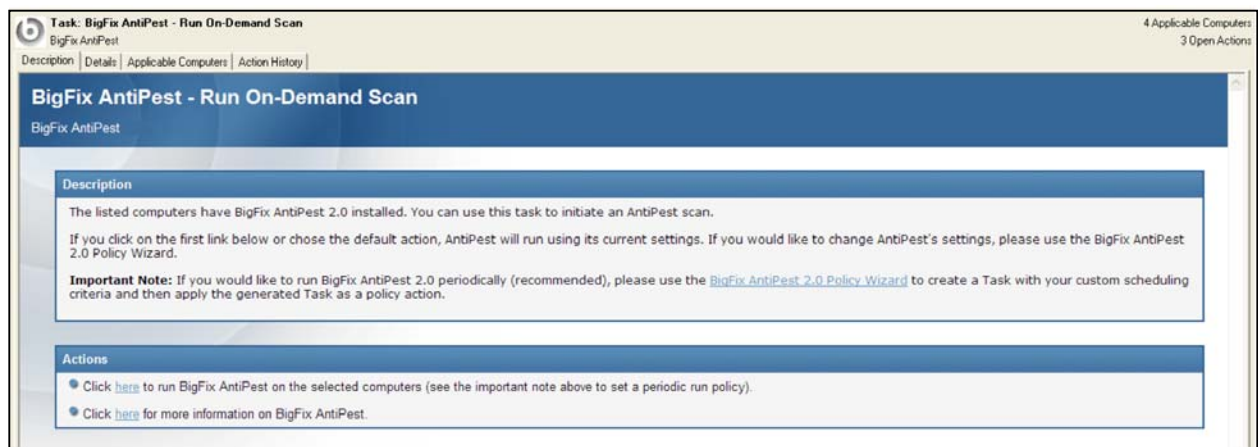 Task: BigFix AntiPest - Run On-Demand Scan
4 Applicable Computers
BigFix AntiPest
3 Open Actions
Description | Details | Applicable Computers | Action History
BigFix AntiPest - Run On-Demand Scan
BigFix AntiPest
Description
The listed computers have BigFix AntiPest 2.0 installed. You can use this task to initiate an AntiPest scan.
If you click on the first link below or chose the default action, AntiPest will run using its current settings. If you would like to change AntiPest's settings, please use the BigFix AntiPest
2.0 Policy Wizard.
Important Note: If you would like to run BigFix AntiPest 2.0 periodically (recommended), please use the BigFix AntiPest 2.0 Policy Wizard to create a Task with your custom scheduling
criteria and then apply the generated Task as a policy action.
Actions
Click here to run BigFix AntiPest on the selected computers (see the important note above to set a periodic run policy).
Click here for more information on BigFix AntiPest.